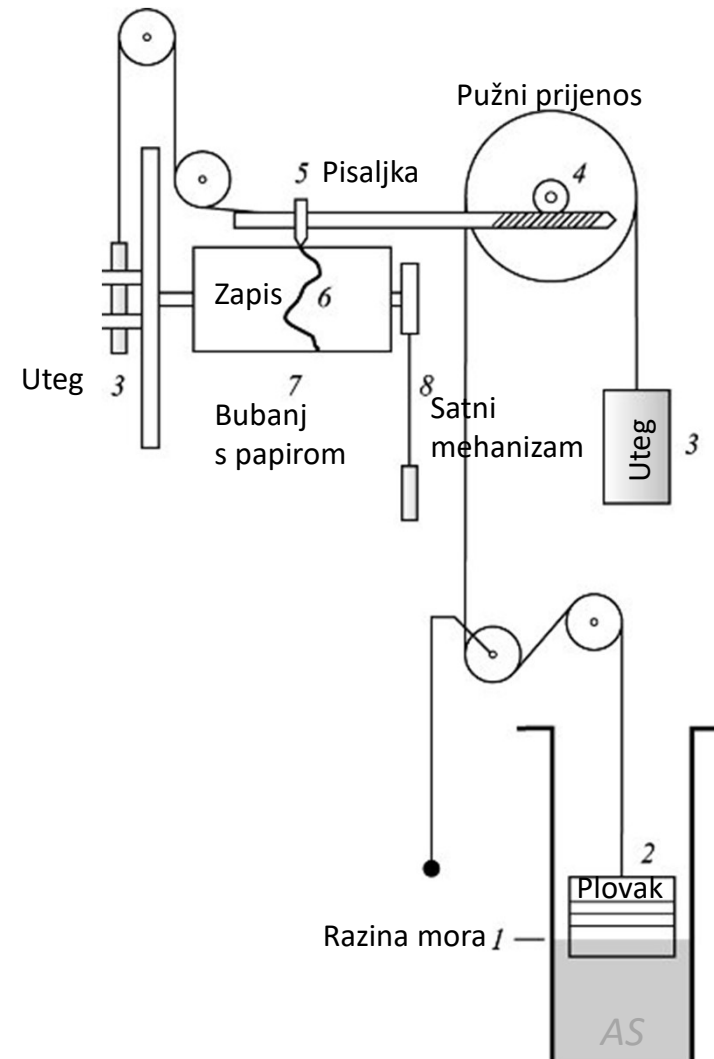 Pužni prijenos
4
5 Pisaljka
Zapis 6
Uteg 3
7
8
Bubanj
s papirom
Satni
mehanizam
Uteg
3
2
Plovak
Razina mora 1
AS